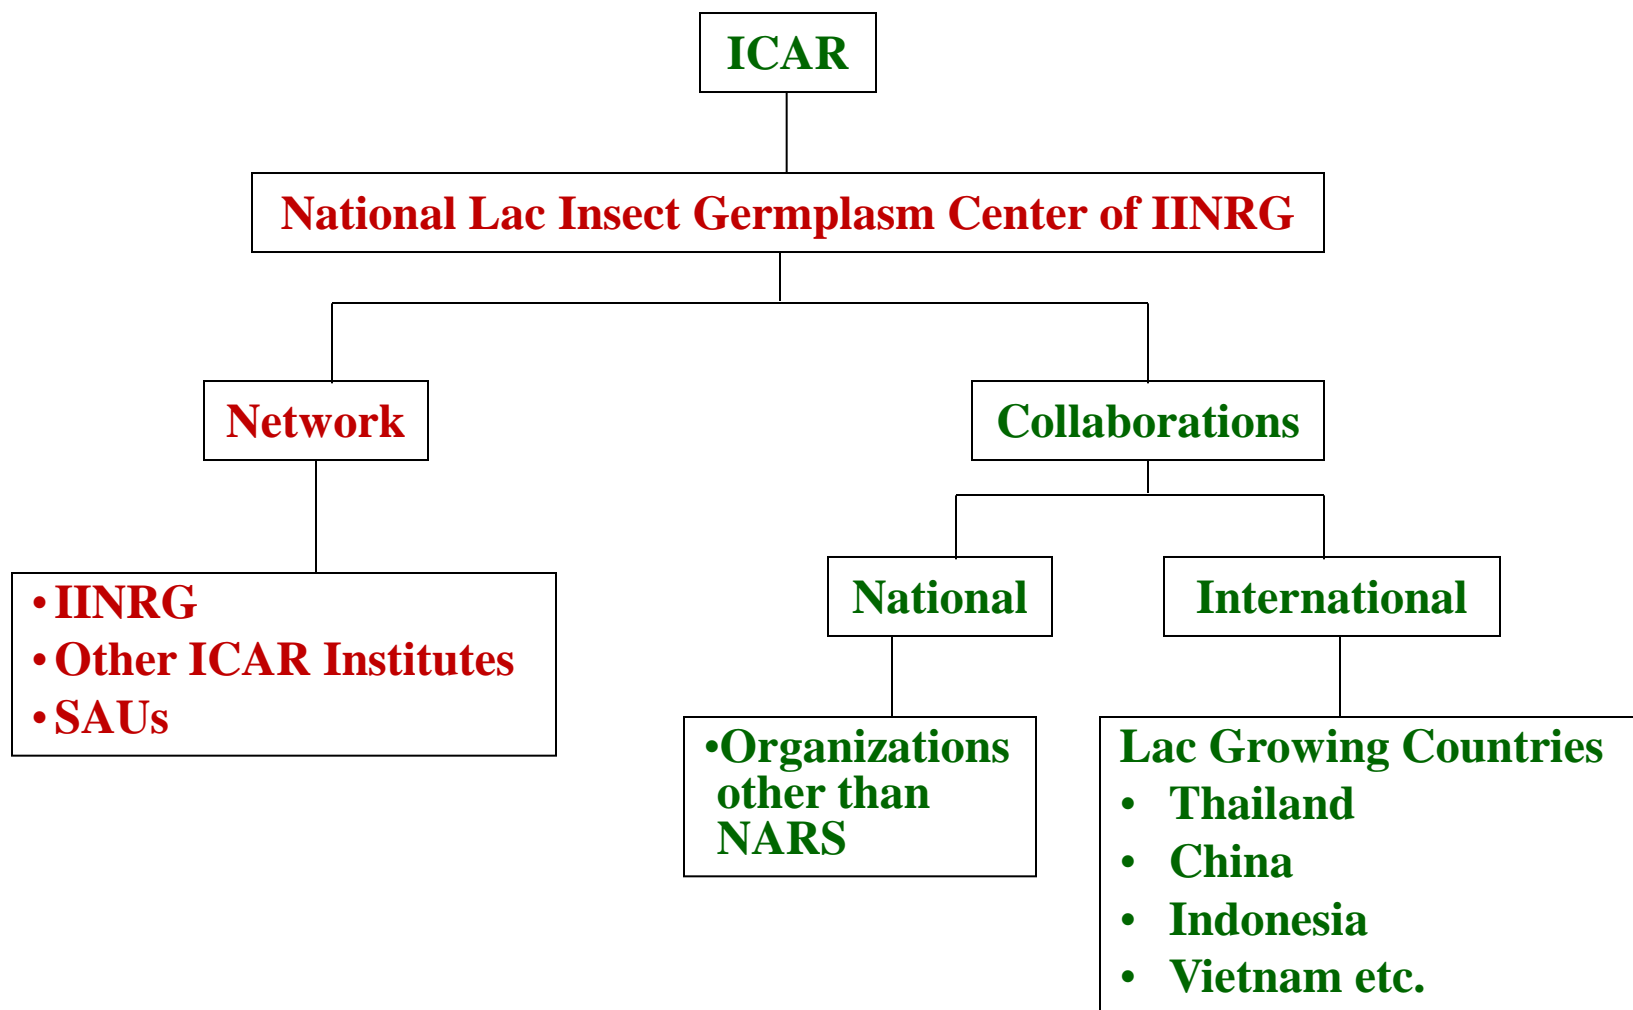 ICAR
National Lac Insect Germplasm Center of IINRG
Network
Collaborations
• IINRG
• Other ICAR Institutes
• SAUs
National
International
•Organizations
other than
NARS
Lac Growing Countries
• Thailand
• China
• Indonesia
• Vietnam etc.